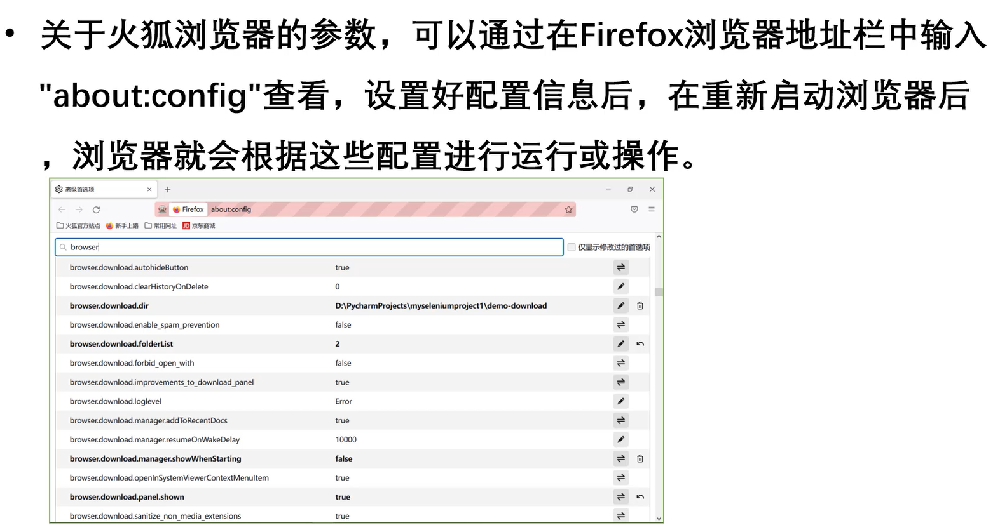 • 关于火狐浏览器的参数，可以通过在Firefox浏览器地址栏中输入
"about:config"查看，设置好配置信息后，在重新启动浏览器后
，浏览器就会根据这些配置进行运行或操作。
高级首选项
Firefox about:config
火狐官方站点 新手上路 常用网址 JD 京东商城
browser 仅显示修改过的首选项
browser.download.autohideButton true
browser.download.clearHistoryOnDelete 0
browser.download.dir D:\PycharmProjects\myseleniumproject1\demo-download
browser.download.enable_spam_prevention false
browser.download.folderList 2
browser.download.forbid_open_with false
browser.download.improvements_to_download_panel true
browser.download.loglevel Error
browser.download.manager.addToRecentDocs true
browser.download.manager.resumeOnWakeDelay 10000
browser.download.manager.showWhenStarting false
browser.download.openInSystemViewerContextMenuItem true
browser.download.panel.shown true
browser.download.sanitize_non_media_extensions true